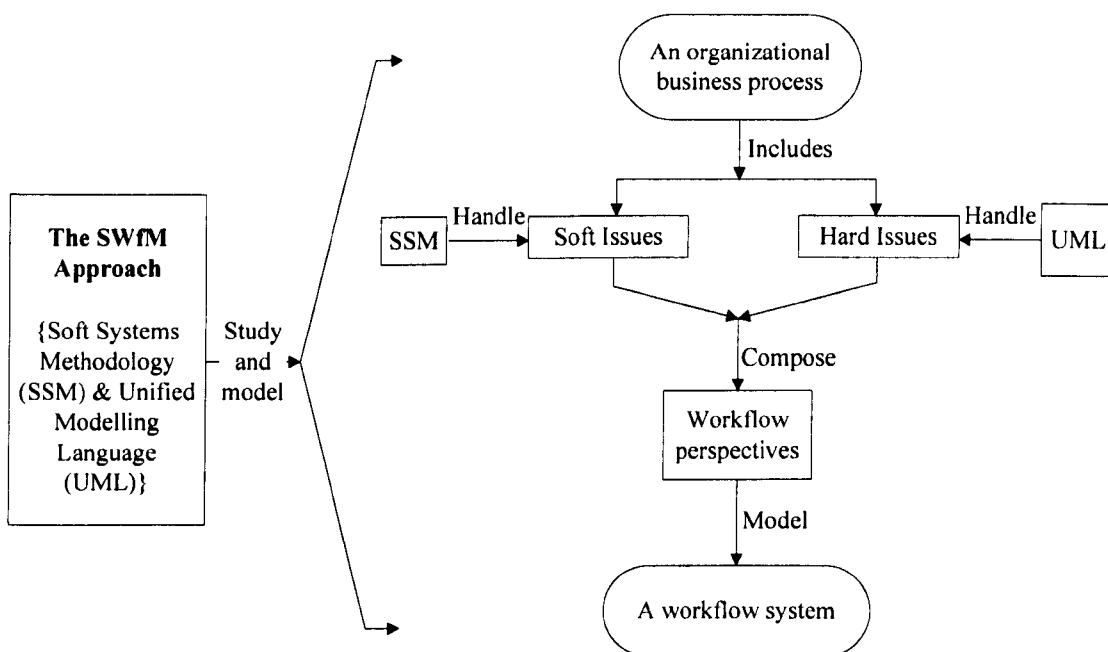 An organizational
business process
Includes
The SWfM
Approach
{Soft Systems
Methodology
(SSM) & Unified
Modelling
Language
(UML)}
Study
and
model
Handle
SSM
Soft Issues
Hard Issues
Handle
UML
Compose
Workflow
perspectives
Model
A workflow system